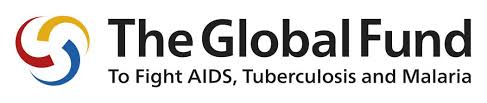 The Global Fund
To Fight AIDS, Tuberculosis and Malaria